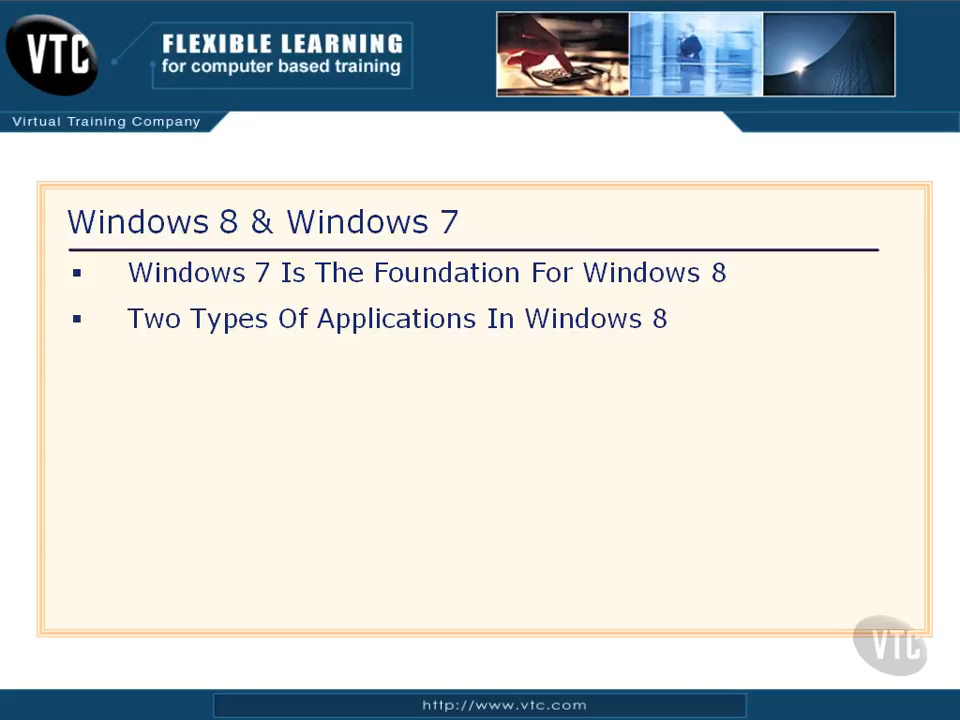 VTC
FLEXIBLE LEARNING
for computer based training
Virtual Training Company
Windows 8 & Windows 7
▪ Windows 7 Is The Foundation For Windows 8
▪ Two Types Of Applications In Windows 8
VTC
http://www.vtc.com